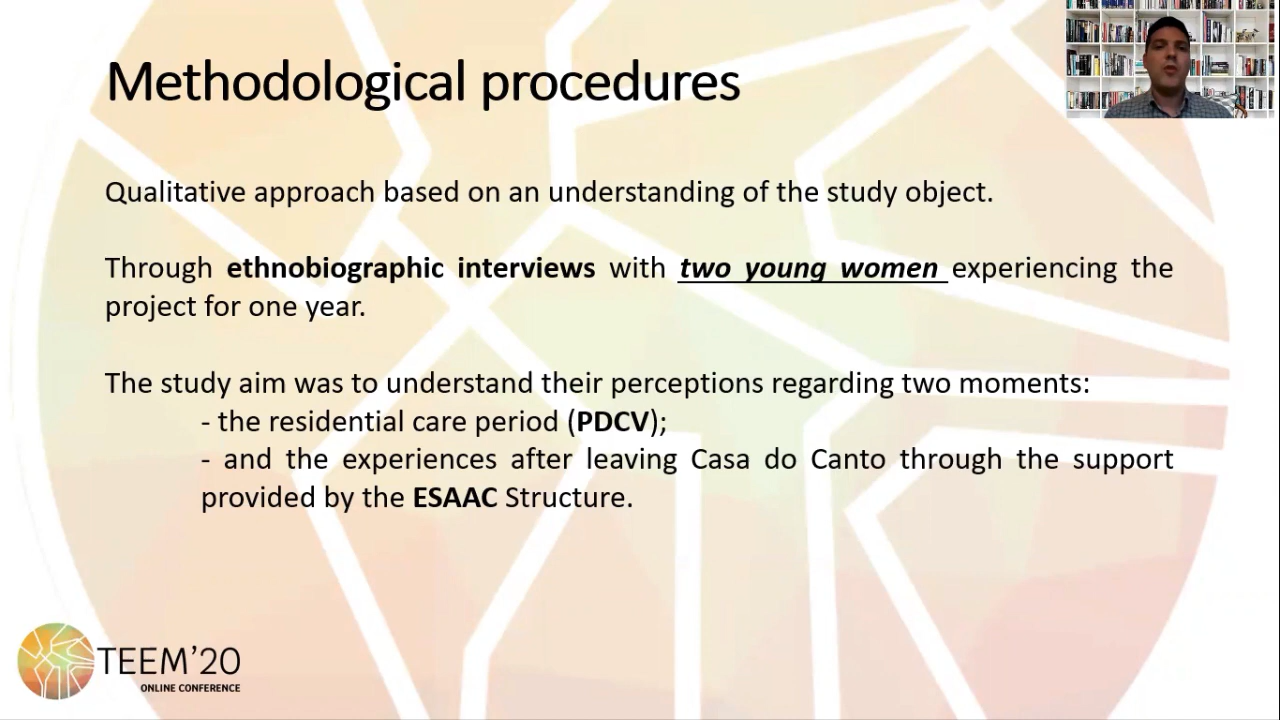 Methodological procedures
Qualitative approach based on an understanding of the study object.
Through ethnobiographic interviews with two young women experiencing the
project for one year.
The study aim was to understand their perceptions regarding two moments:
- the residential care period (PDCV);
- and the experiences after leaving Casa do Canto through the support
provided by the ESAAC Structure.
TEEM’20
ONLINE CONFERENCE